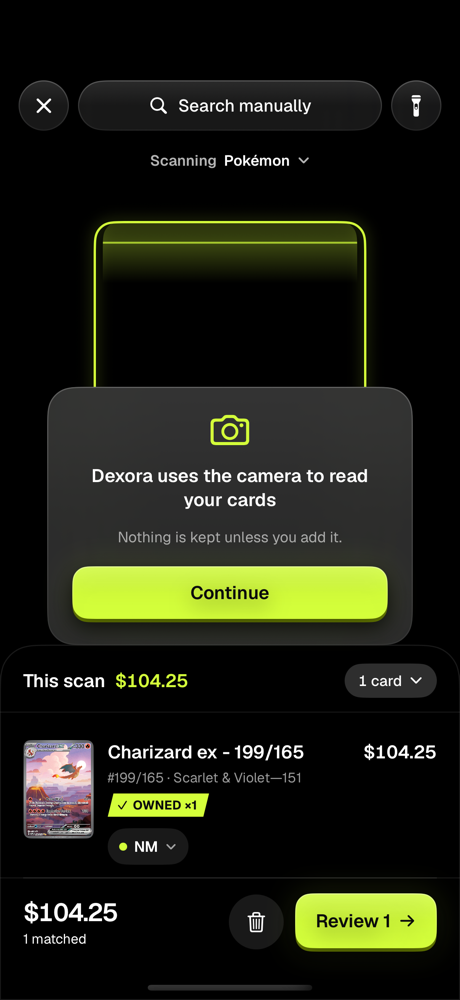 Search manually
Scanning Pokémon
Dexora uses the camera to read
your cards
Nothing is kept unless you add it.
Continue
This scan $104.25
1 card
Charizard ex - 199/165 $104.25
#199/165 · Scarlet & Violet—151
OWNED ×1
NM
$104.25
1 matched
Review 1 →